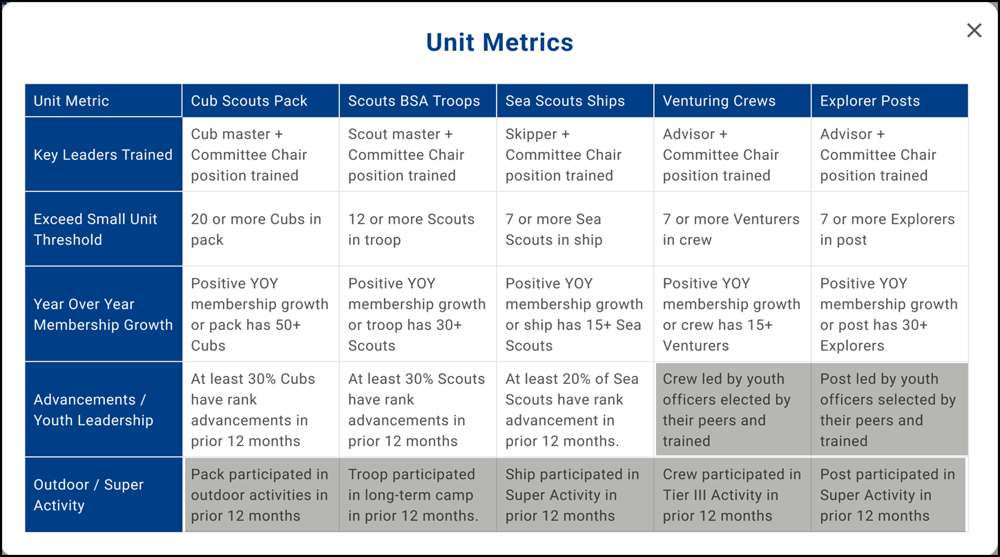 Unit Metrics
Unit Metric
Cub Scouts Pack
Scouts BSA Troops
Sea Scouts Ships
Venturing Crews
Explorer Posts
Key Leaders Trained
Cub master +
Committee Chair
position trained
Scout master +
Committee Chair
position trained
Skipper +
Committee Chair
position trained
Advisor +
Committee Chair
position trained
Advisor +
Committee Chair
position trained
Exceed Small Unit
Threshold
20 or more Cubs in
pack
12 or more Scouts
in troop
7 or more Sea
Scouts in ship
7 or more Venturers
in crew
7 or more Explorers
in post
Year Over Year
Membership Growth
Positive YOY
membership growth
or pack has 50+
Cubs
Positive YOY
membership growth
or troop has 30+
Scouts
Positive YOY
membership growth
or ship has 15+ Sea
Scouts
Positive YOY
membership growth
or crew has 15+
Venturers
Positive YOY
membership growth
or post has 30+
Explorers
Advancements /
Youth Leadership
At least 30% Cubs
have rank
advancements in
prior 12 months
At least 30% Scouts
have rank
advancements in
prior 12 months
At least 20% of Sea
Scouts have rank
advancement in
prior 12 months.
Crew led by youth
officers elected by
their peers and
trained
Post led by youth
officers selected by
their peers and
trained
Outdoor / Super
Activity
Pack participated in
outdoor activities in
prior 12 months
Troop participated
in long-term camp
in prior 12 months.
Ship participated in
Super Activity in
prior 12 months
Crew participated in
Tier III Activity in
prior 12 months
Post participated in
Super Activity in
prior 12 months